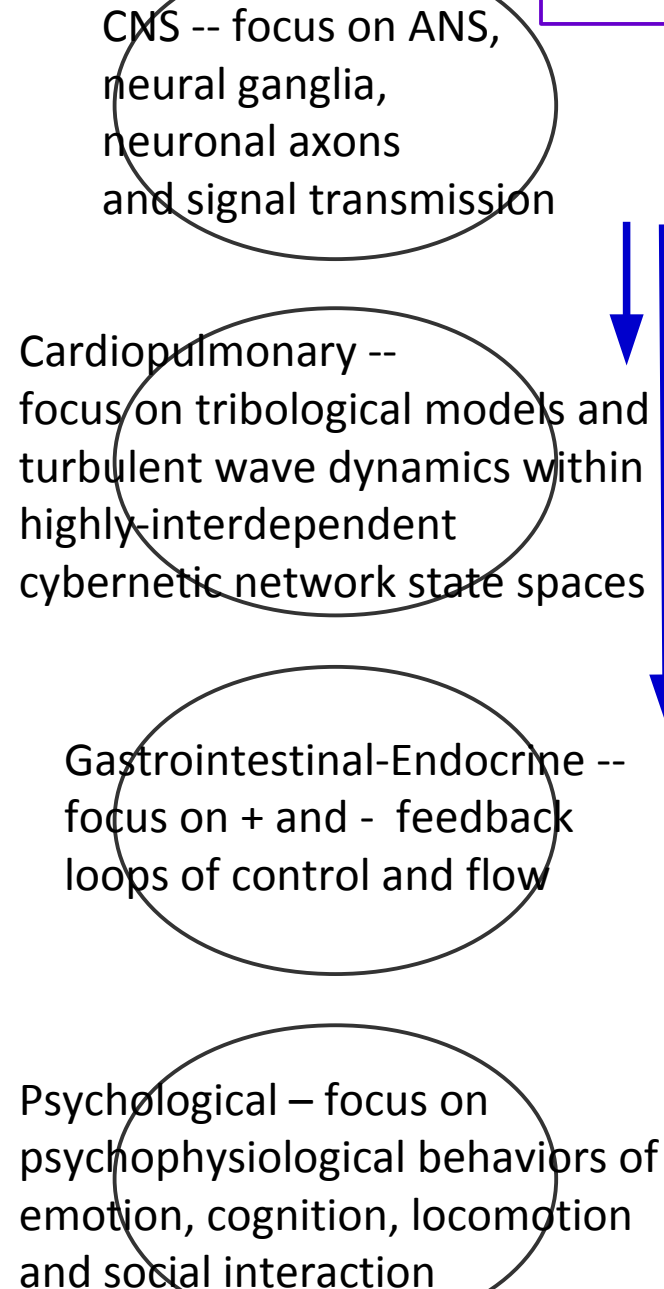 CNS -- focus on ANS,
neural ganglia,
neuronal axons
and signal transmission
Cardiopulmonary --
focus on tribological models and
turbulent wave dynamics within
highly-interdependent
cybernetic network state spaces
Gastrointestinal-Endocrine --
focus on + and -  feedback
loops of control and flow
Psychological – focus on
psychophysiological behaviors of
emotion, cognition, locomotion
and social interaction